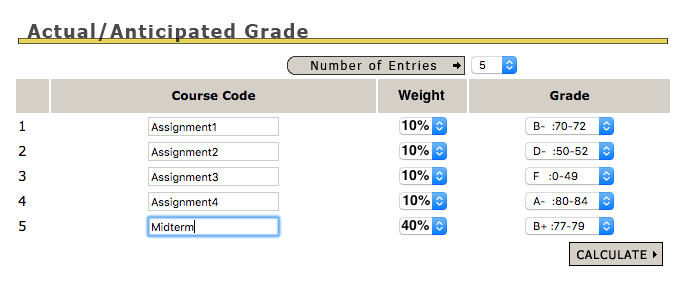 Actual/Anticipated Grade
Number of Entries 5
Course Code Weight Grade
1 Assignment1 10% B- :70-72
2 Assignment2 10% D- :50-52
3 Assignment3 10% F :0-49
4 Assignment4 10% A- :80-84
5 Midterm 40% B+ :77-79
CALCULATE